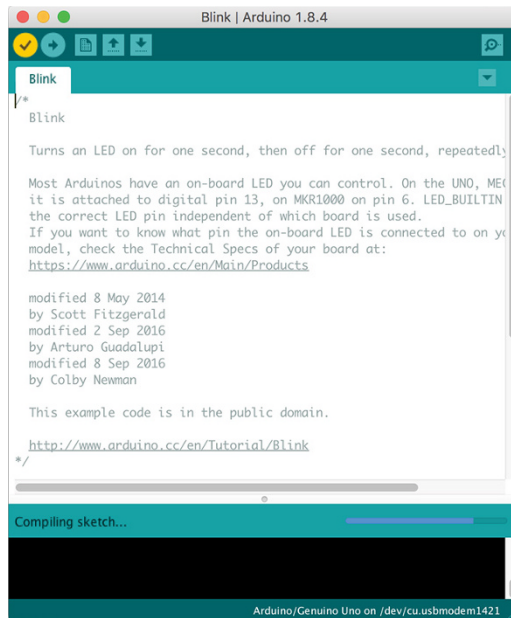 Blink | Arduino 1.8.4
Blink
/*
Blink
Turns an LED on for one second, then off for one second, repeatedly
Most Arduinos have an on-board LED you can control. On the UNO,
it is attached to digital pin 13, on MKR1000 on pin 6. LED_BUILTIN
the correct LED pin independent of which board is used.
If you want to know what pin the on-board LED is connected to on
model, check the Technical Specs of your board at:
https://www.arduino.cc/en/Main/Products
modified 8 May 2014
by Scott Fitzgerald
modified 2 Sep 2016
by Arturo Guadalupi
modified 8 Sep 2016
by Colby Newman
This example code is in the public domain.
http://www.arduino.cc/en/Tutorial/Blink
*/
Compiling sketch...
Arduino/Genuino Uno on /dev/cu.usbmodem1421